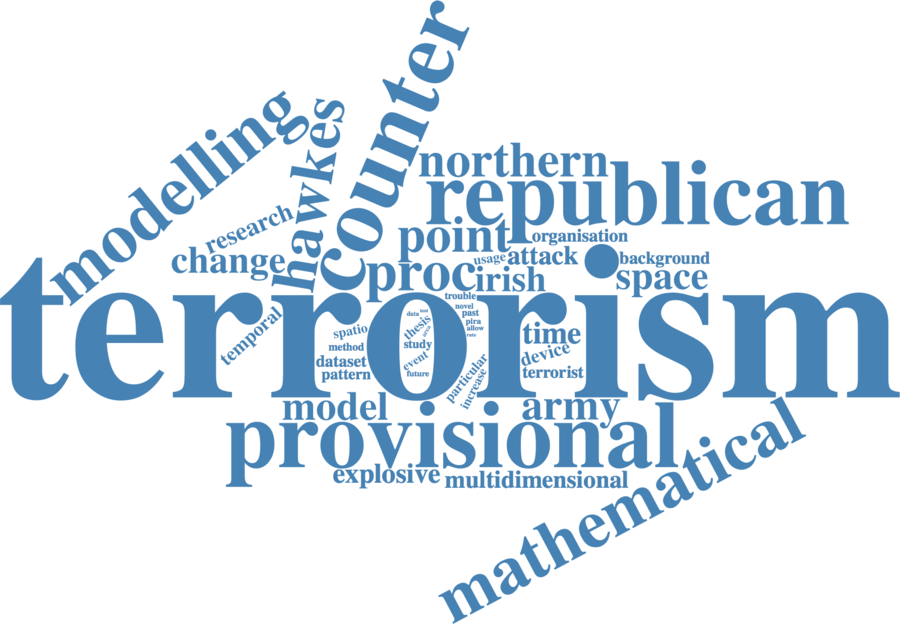 counter
modelling
hawkes
northern
republican
research
point
organisation
change
usage
attack
background
proc
irish
space
terrorism
trouble
novel
data
past
thesis
pira
allow
temporal
spatio
rate
area
time
method
study
device
dataset
event
particular
terrorist
pattern
future
increase
model
army
provisional
mathematical
explosive
multidimensional